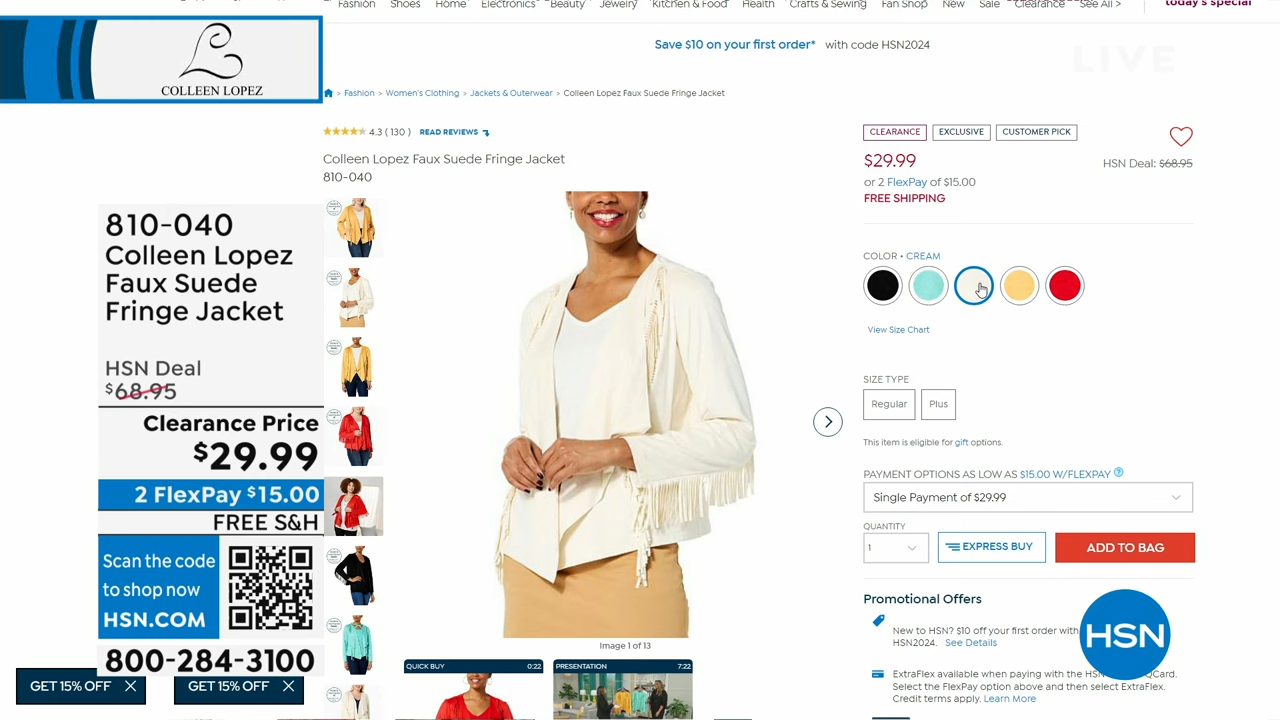 Fashion Shoes Home Electronics Beauty Jewelry Kitchen & Food Health Crafts & Sewing Fan Shop New Sale Clearance See All >
today's special
Save $10 on your first order* with code HSN2024
LIVE
COLLEEN LOPEZ
> Fashion > Women's Clothing > Jackets & Outerwear > Colleen Lopez Faux Suede Fringe Jacket
4.3 ( 130 ) READ REVIEWS
Colleen Lopez Faux Suede Fringe Jacket
810-040
CLEARANCE
EXCLUSIVE
CUSTOMER PICK
$29.99
HSN Deal: $68.95
or 2 FlexPay of $15.00
FREE SHIPPING
COLOR • CREAM
View Size Chart
SIZE TYPE
Regular
Plus
This item is eligible for gift options.
PAYMENT OPTIONS AS LOW AS $15.00 W/FLEXPAY ?
Single Payment of $29.99
QUANTITY
1
EXPRESS BUY
ADD TO BAG
Promotional Offers
New to HSN? $10 off your first order with
HSN2024. See Details
ExtraFlex available when paying with the HSN QCard.
Select the FlexPay option above and then select ExtraFlex.
Credit terms apply. Learn More
HSN
810-040
Colleen Lopez
Faux Suede
Fringe Jacket
HSN Deal
$68.95
Clearance Price
$29.99
2 FlexPay $15.00
FREE S&H
Scan the code
to shop now
HSN.COM
800-284-3100
GET 15% OFF
GET 15% OFF
Image 1 of 13
QUICK BUY 0:22
PRESENTATION 7:22